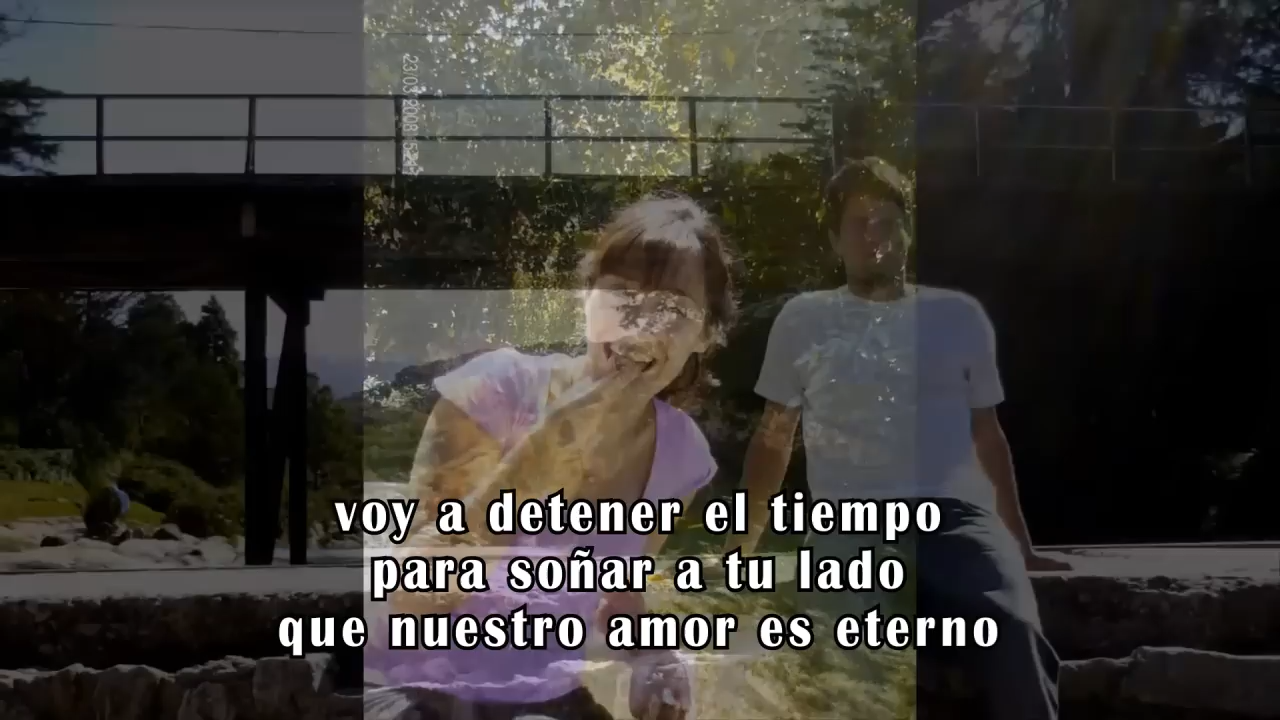 voy a detener el tiempo
para soñar a tu lado
que nuestro amor es eterno